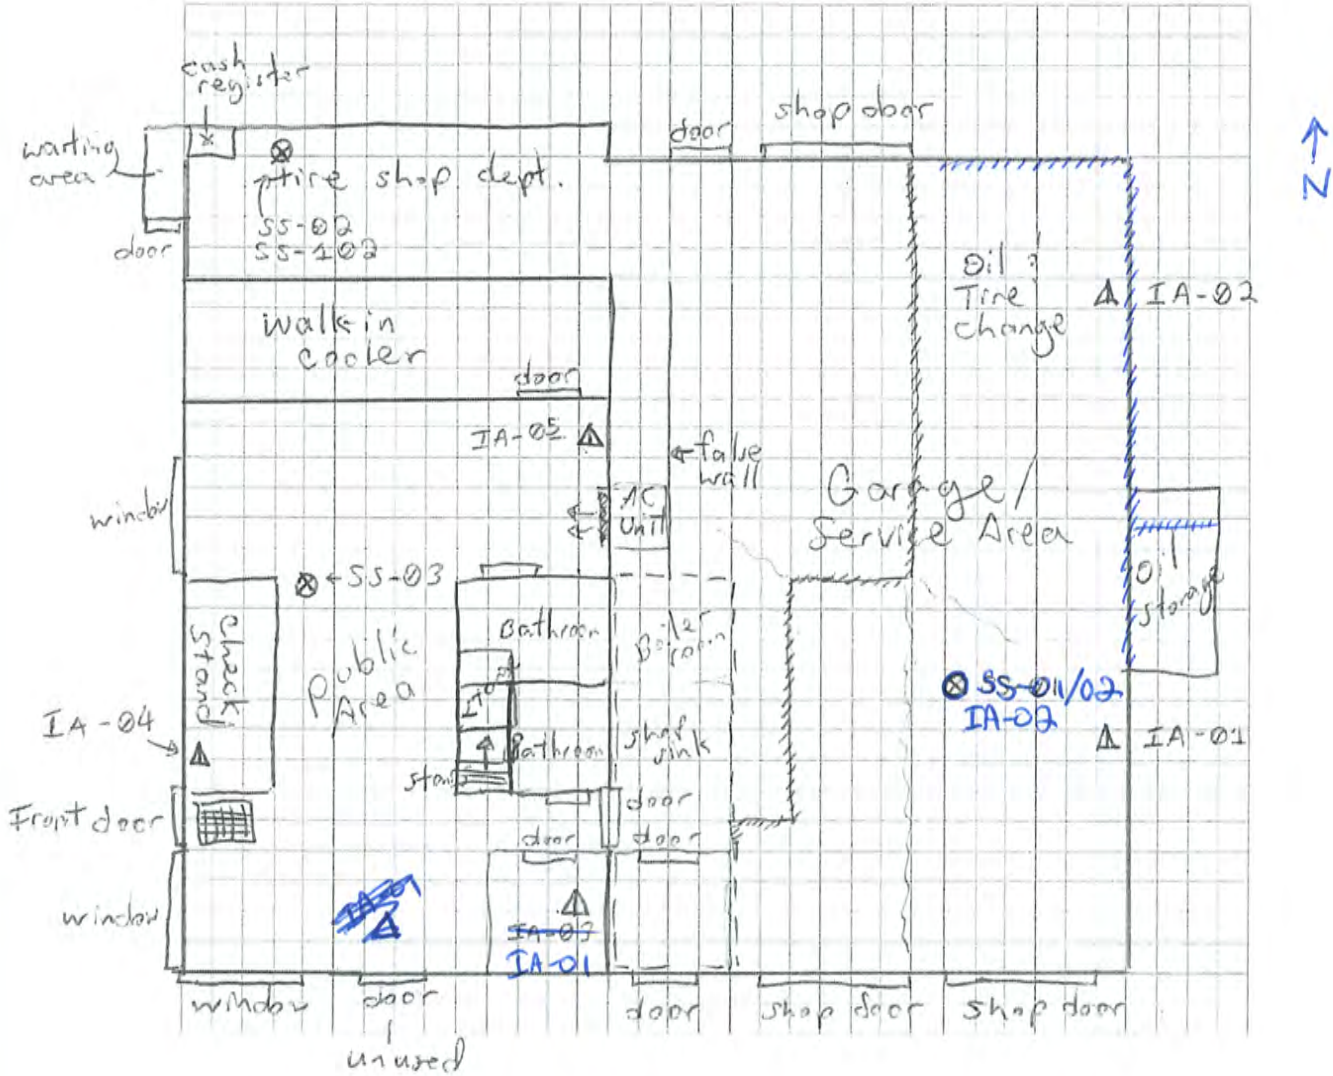 cash
register
shop door
door
waiting
area
tire shop dept.
N
SS-02
SS-102
door
Oil &
Tire
change
IA-02
walk-in
cooler
door
IA-05
false
wall
AC
Unit
Garage/
Service Area
window
SS-03
Oil
storage
Check
Stand
Public
Area
Bathroom
room
SS-01/02
IA-02
IA-04
shop
sink
Bathroom
IA-01
Front door
door
door
door
window
IA-03
IA-01
window
door
door
shop door
shop door
unused